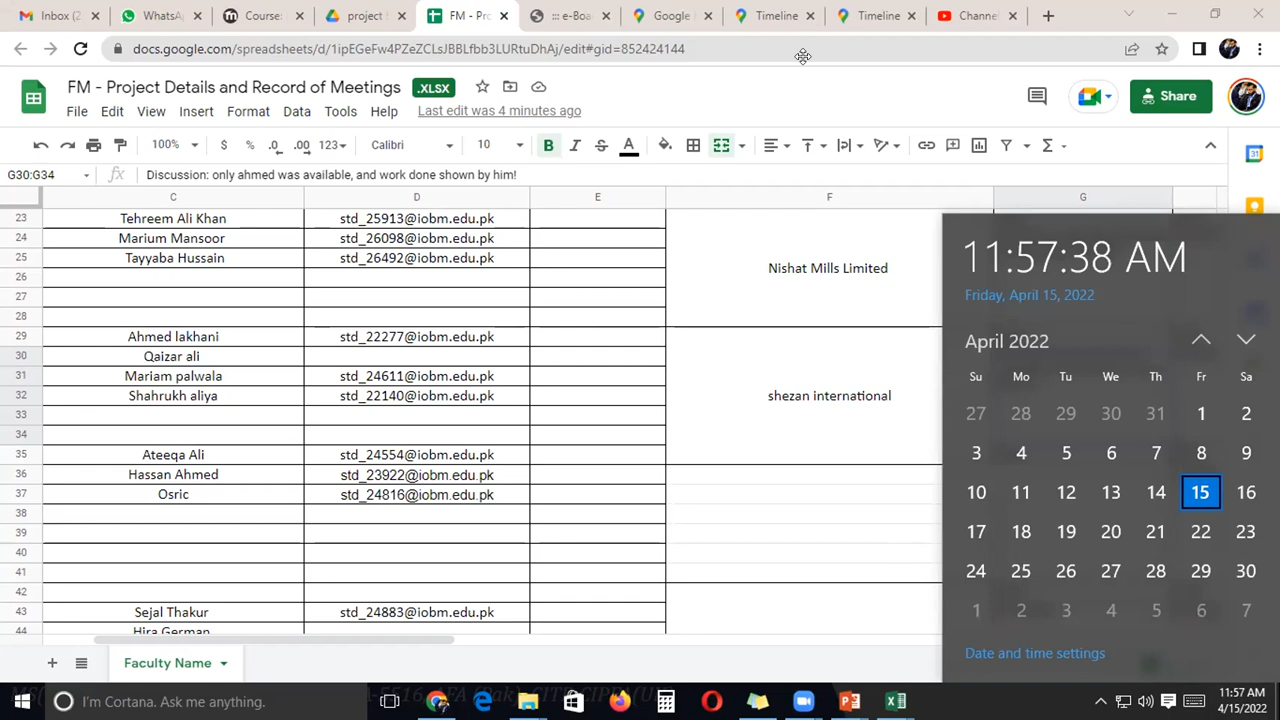 Inbox (2
WhatsA
Course:
project E
FM - Pro
::: e-Boa
Google
Timeline
Timeline
Channel
docs.google.com/spreadsheets/d/1ipEGeFw4PZeZCLsJBBLfbb3LURtuDhAj/edit#gid=852424144
FM - Project Details and Record of Meetings .XLSX
File Edit View Insert Format Data Tools Help Last edit was 4 minutes ago
Share
100% $ % .0 .00 123 Calibri 10 B I S A
G30:G34 fx Discussion: only ahmed was available, and work done shown by him!
C D E F G
23 Tehreem Ali Khan std_25913@iobm.edu.pk
24 Marium Mansoor std_26098@iobm.edu.pk
25 Tayyaba Hussain std_26492@iobm.edu.pk
26 Nishat Mills Limited
27
28
29 Ahmed lakhani std_22277@iobm.edu.pk
30 Qaizar ali
31 Mariam palwala std_24611@iobm.edu.pk
32 Shahrukh aliya std_22140@iobm.edu.pk shezan international
33
34
35 Ateeqa Ali std_24554@iobm.edu.pk
36 Hassan Ahmed std_23922@iobm.edu.pk
37 Osric std_24816@iobm.edu.pk
38
39
40
41
42
43 Sejal Thakur std_24883@iobm.edu.pk
44 Hira German
Faculty Name
11:57:38 AM
Friday, April 15, 2022
April 2022
Su Mo Tu We Th Fr Sa
27 28 29 30 31 1 2
3 4 5 6 7 8 9
10 11 12 13 14 15 16
17 18 19 20 21 22 23
24 25 26 27 28 29 30
1 2 3 4 5 6 7
Date and time settings
I'm Cortana. Ask me anything.
11:57 AM
4/15/2022